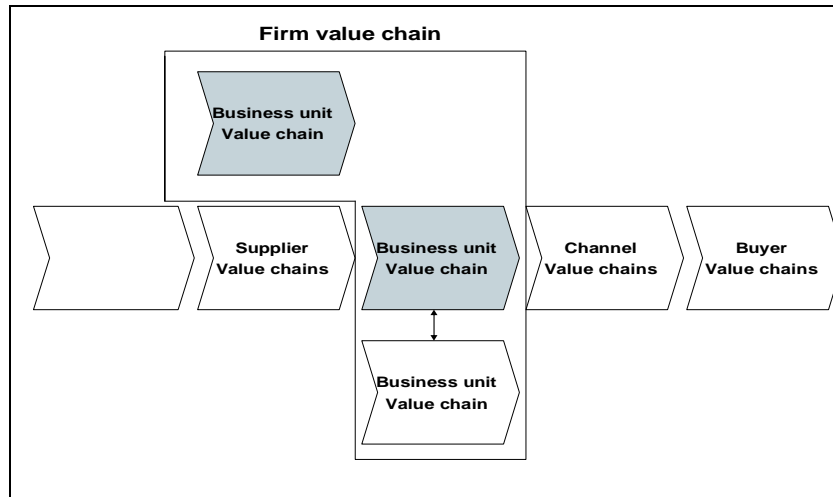 Firm value chain
Business unit
Value chain
Supplier
Value chains
Business unit
Value chain
Channel
Value chains
Buyer
Value chains
Business unit
Value chain